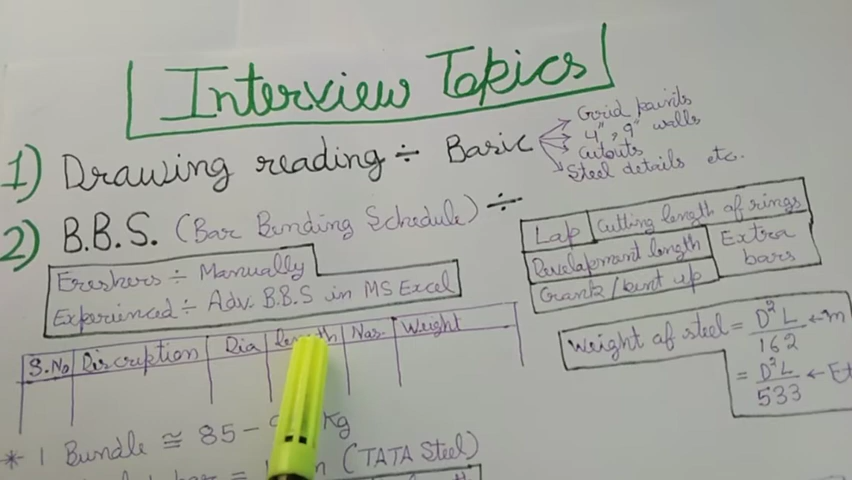 Interview Topics
1) Drawing reading ÷ Basic
Grid points
4", 9" walls
Cutouts
Steel details etc.
2) B.B.S. (Bar Bending Schedule) ÷
Freshers ÷ Manually
Experienced ÷ Adv. B.B.S in MS Excel
Lap Cutting length of rings
Development length Extra bars
Crank / bent up
S.No Discription Dia length Nos. Weight
Weight of steel = D²L / 162 ← m
= D²L / 533 ← Ft
* 1 Bundle ≅ 85 - Kg
(TATA Steel)